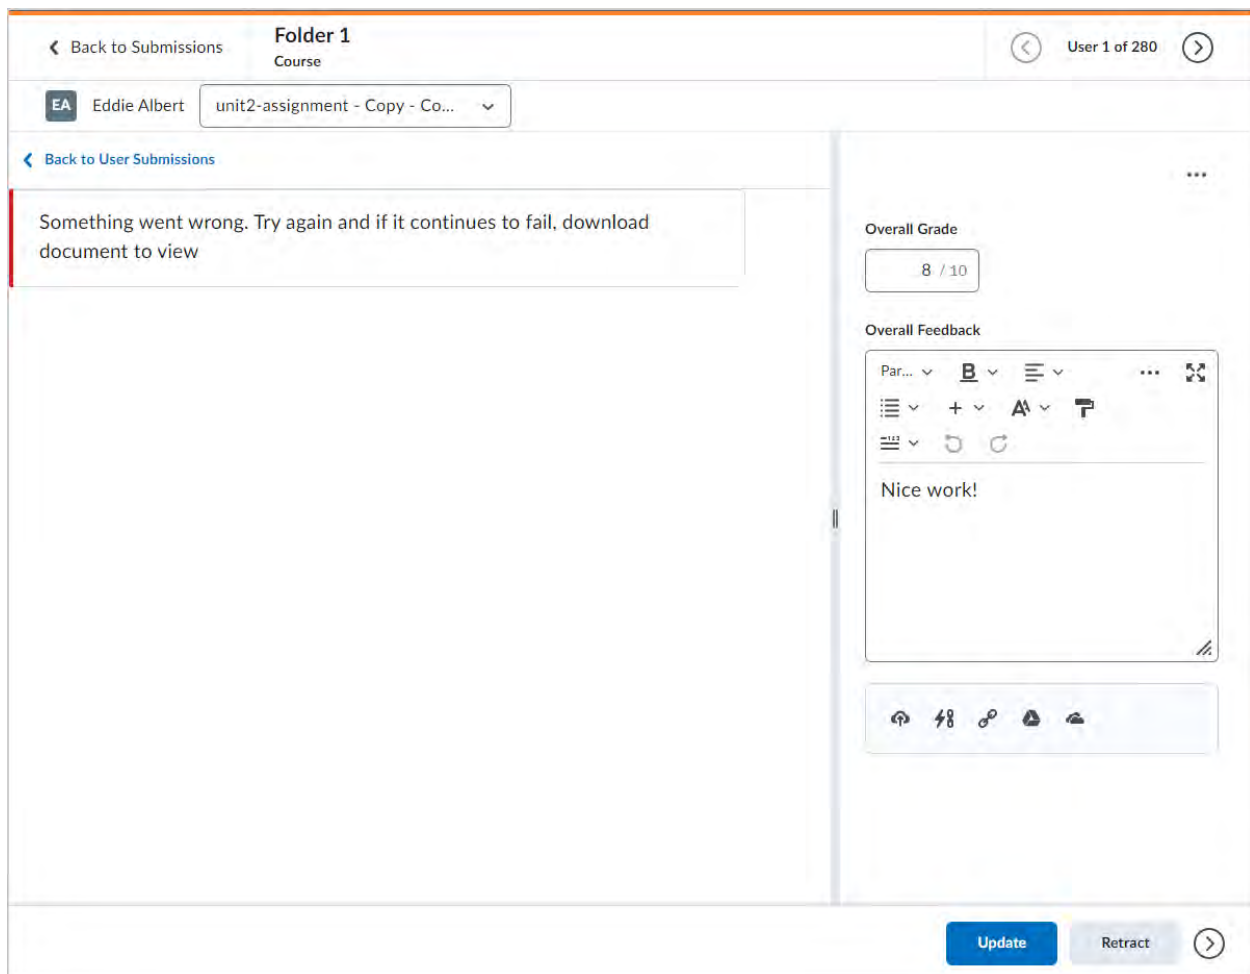 Back to Submissions
Folder 1
Course
User 1 of 280
EA Eddie Albert unit2-assignment - Copy - Co...
Back to User Submissions
Something went wrong. Try again and if it continues to fail, download
document to view
Overall Grade
8 / 10
Overall Feedback
Par... B
A
123
Nice work!
Update Retract